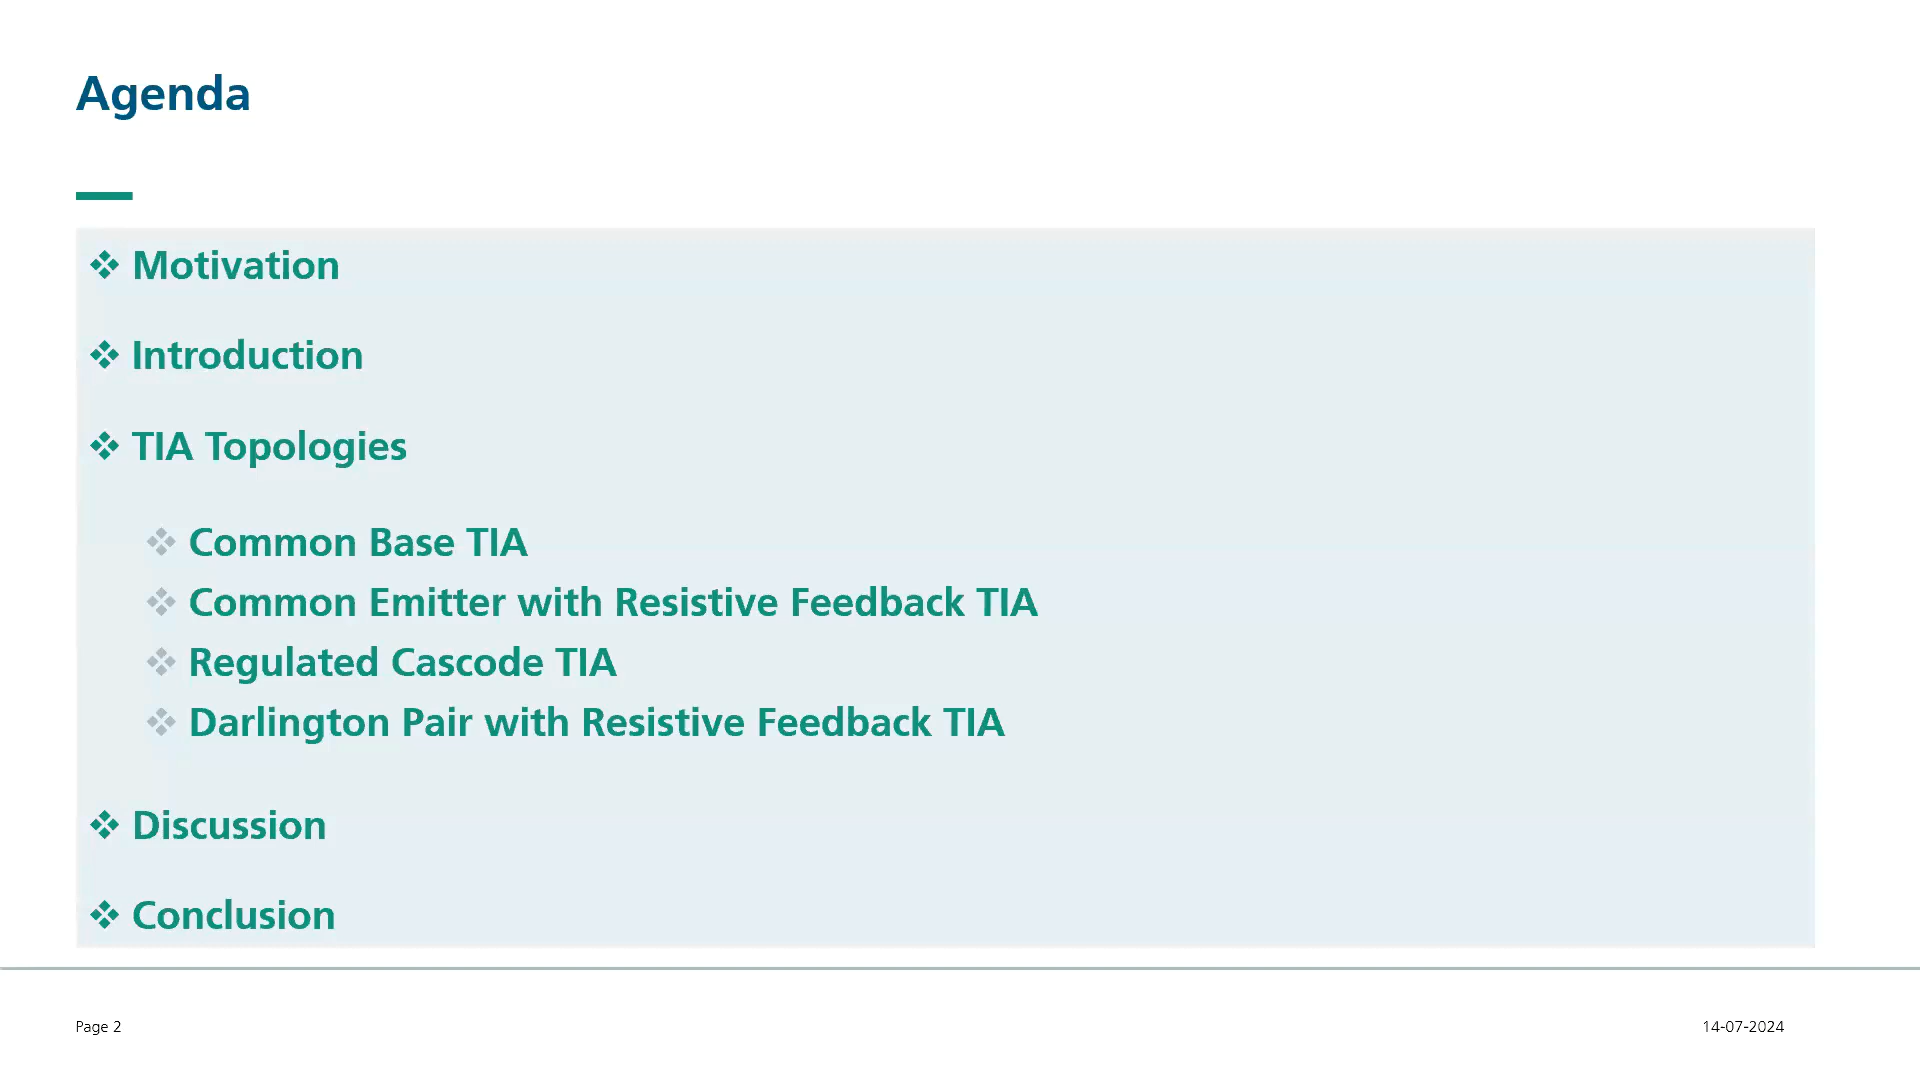 Agenda
❖ Motivation
❖ Introduction
❖ TIA Topologies
❖ Common Base TIA
❖ Common Emitter with Resistive Feedback TIA
❖ Regulated Cascode TIA
❖ Darlington Pair with Resistive Feedback TIA
❖ Discussion
❖ Conclusion
Page 2
14-07-2024